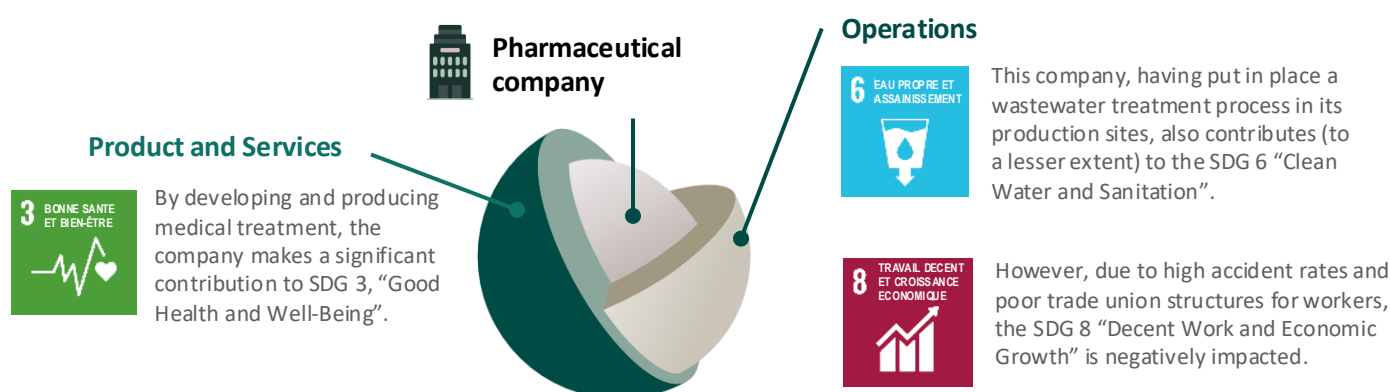 Pharmaceutical
company
Product and Services
3 BONNE SANTE
ET BIEN-ÊTRE
By developing and producing
medical treatment, the
company makes a significant
contribution to SDG 3, “Good
Health and Well-Being”.
Operations
6 EAU PROPRE ET
ASSAINISSEMENT
This company, having put in place a
wastewater treatment process in its
production sites, also contributes (to
a lesser extent) to the SDG 6 “Clean
Water and Sanitation”.
8 TRAVAIL DECENT
ET CROISSANCE
ECONOMIQUE
However, due to high accident rates and
poor trade union structures for workers,
the SDG 8 “Decent Work and Economic
Growth” is negatively impacted.